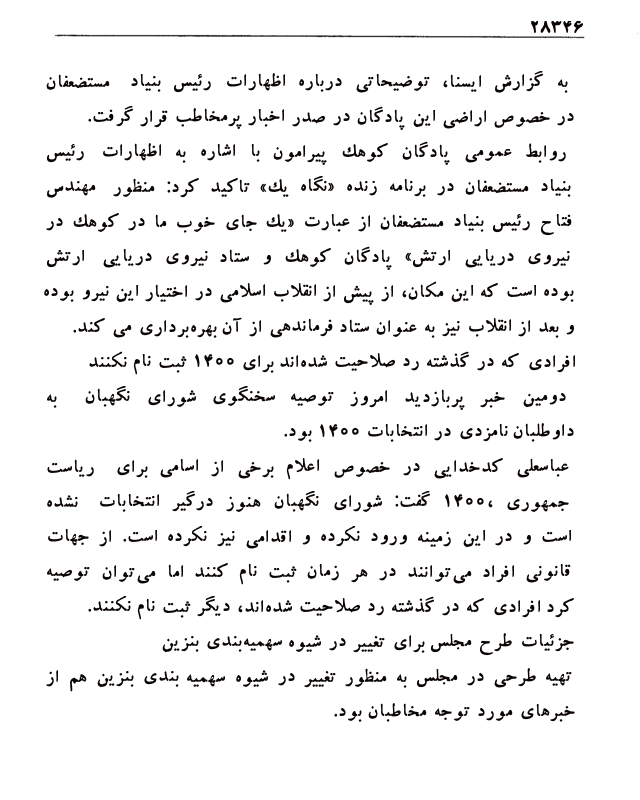 ۲۸۳۴۶
به گزارش ایسنا، توضیحاتی درباره اظهارات رئیس بنیاد مستضعفان
در خصوص اراضی این پادگان در صدر اخبار پرمخاطب قرار گرفت.
روابط عمومی پادگان کوهك پیرامون با اشاره به اظهارات رئیس
بنیاد مستضعفان در برنامه زنده «نگاه یك» تاکید کرد: منظور مهندس
فتاح رئیس بنیاد مستضعفان از عبارت «یك جای خوب ما در کوهك در
نیروی دریایی ارتش» پادگان کوهك و ستاد نیروی دریایی ارتش
بوده است که این مکان، از پیش از انقلاب اسلامی در اختیار این نیرو بوده
و بعد از انقلاب نیز به عنوان ستاد فرماندهی از آن بهره‌برداری می کند.
افرادی که در گذشته رد صلاحیت شده‌اند برای ۱۴۰۰ ثبت نام نکنند
دومین خبر پربازدید امروز توصیه سخنگوی شورای نگهبان به
داوطلبان نامزدی در انتخابات ۱۴۰۰ بود.
عباسعلی کدخدایی در خصوص اعلام برخی از اسامی برای ریاست
جمهوری ،۱۴۰۰ گفت: شورای نگهبان هنوز درگیر انتخابات نشده
است و در این زمینه ورود نکرده و اقدامی نیز نکرده است. از جهات
قانونی افراد می‌توانند در هر زمان ثبت نام کنند اما می‌توان توصیه
کرد افرادی که در گذشته رد صلاحیت شده‌اند، دیگر ثبت نام نکنند.
جزئیات طرح مجلس برای تغییر در شیوه سهمیه‌بندی بنزین
تهیه طرحی در مجلس به منظور تغییر در شیوه سهمیه بندی بنزین هم از
خبرهای مورد توجه مخاطبان بود.